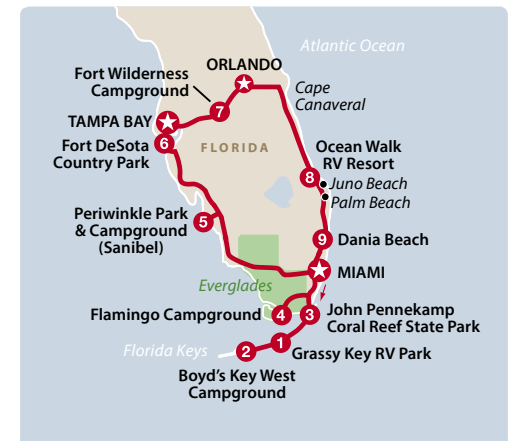 Atlantic Ocean
ORLANDO
Fort Wilderness
Campground
Cape
Canaveral
7
TAMPA BAY
6
Fort DeSota
Country Park
FLORIDA
Ocean Walk
RV Resort
8
Juno Beach
Palm Beach
Periwinkle Park
& Campground
(Sanibel)
5
9
Dania Beach
MIAMI
Everglades
Flamingo Campground
4
3
John Pennekamp
Coral Reef State Park
Florida Keys
2
1
Grassy Key RV Park
Boyd's Key West
Campground